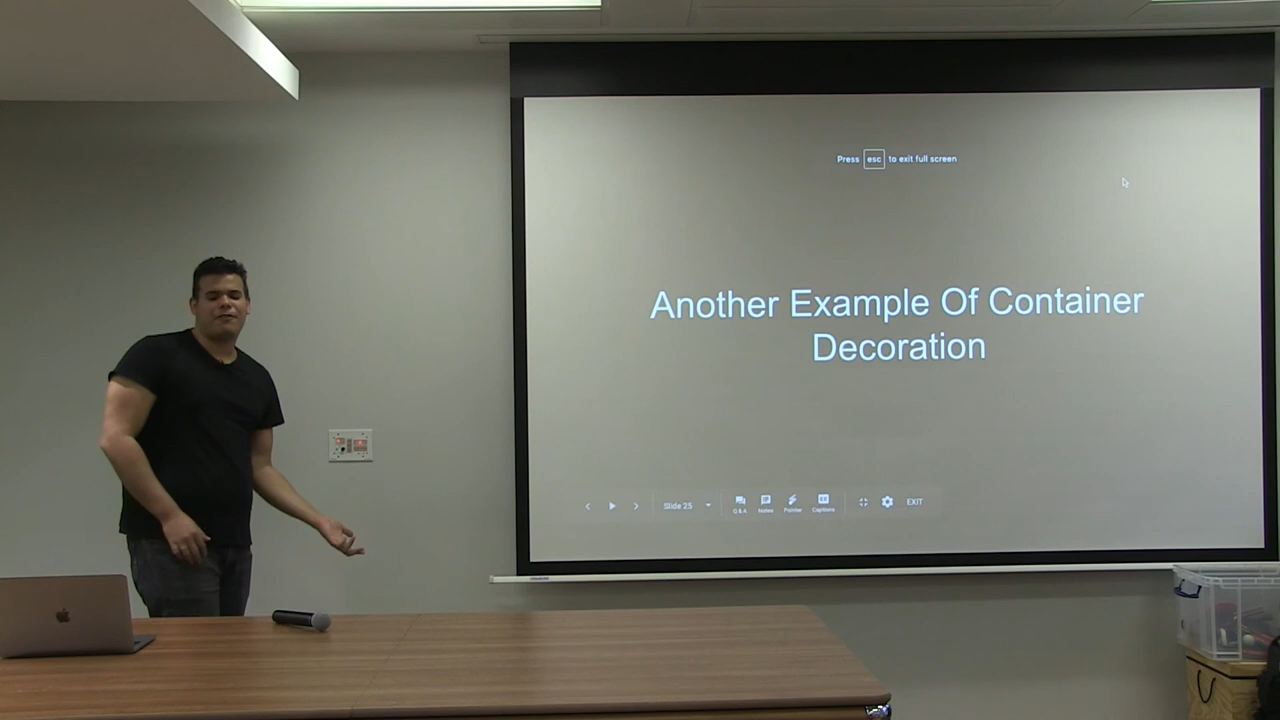 Press esc to exit full screen
Another Example Of Container
Decoration
Slide 25
Q&A Notes Pointer Captions
EXIT